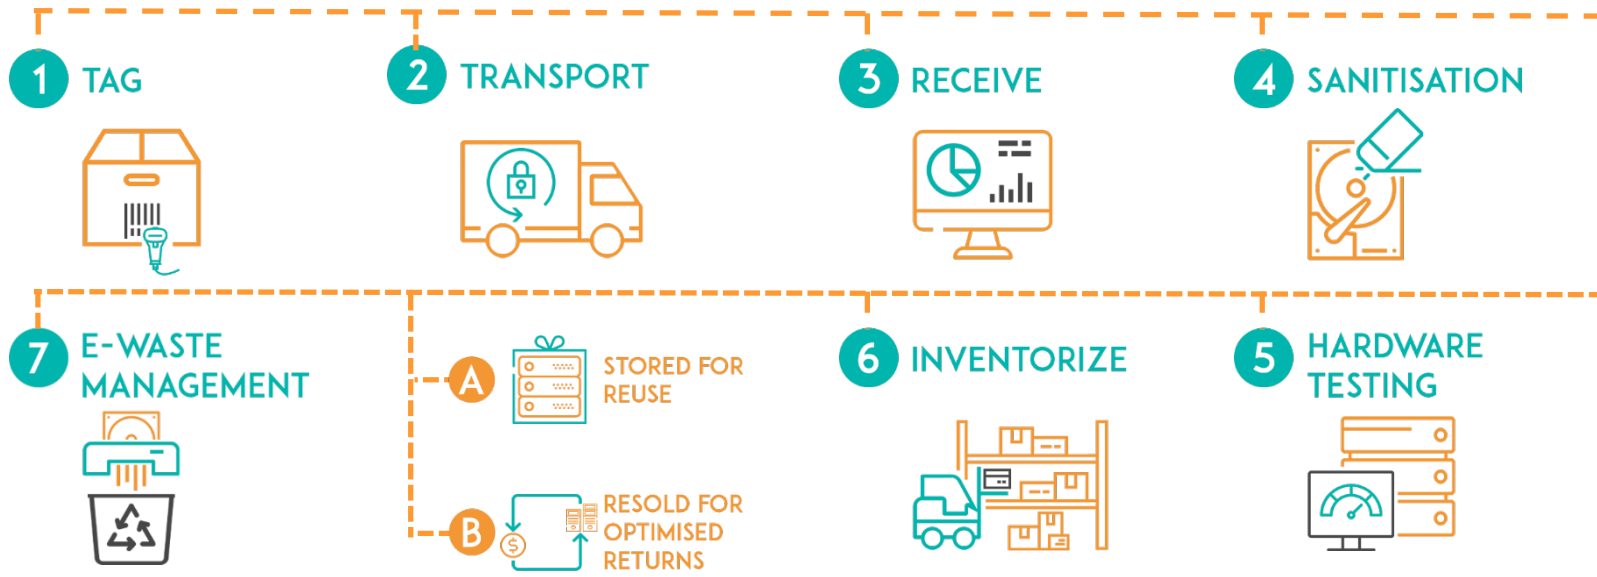 1 TAG
2 TRANSPORT
3 RECEIVE
4 SANITISATION
5 HARDWARE
TESTING
6 INVENTORIZE
A STORED FOR
REUSE
B RESOLD FOR
OPTIMISED
RETURNS
$
7 E-WASTE
MANAGEMENT